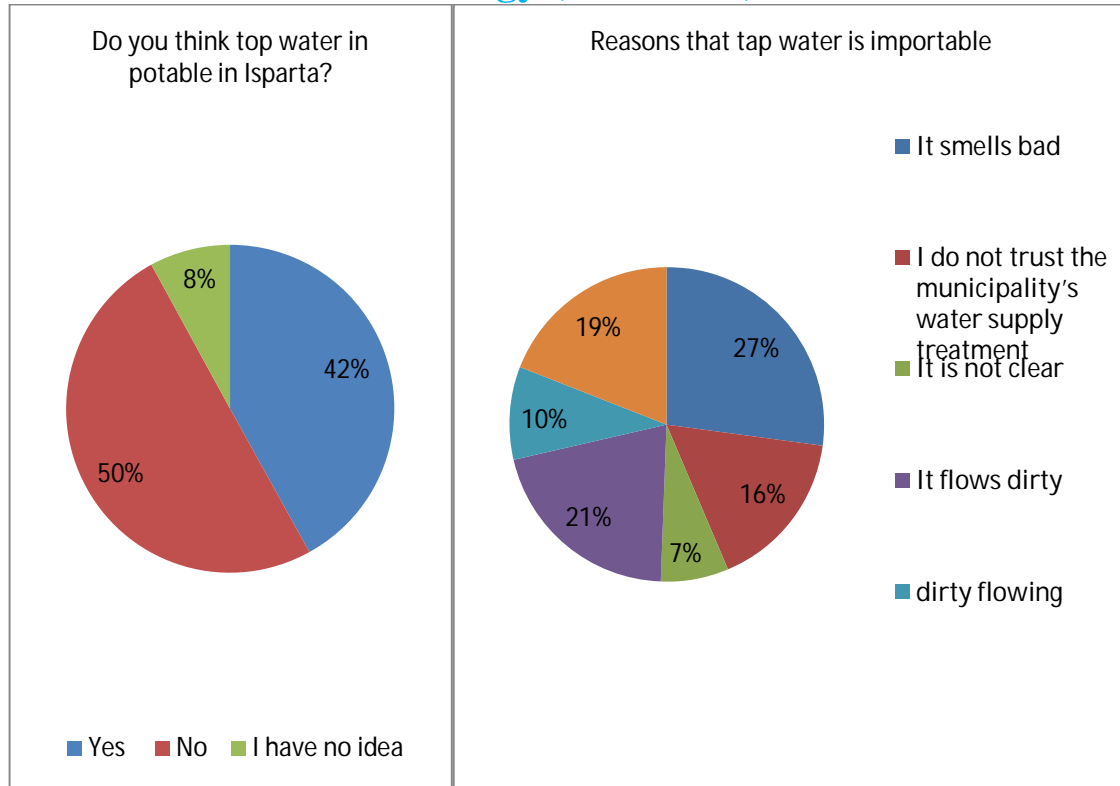 Do you think top water in
potable in Isparta?
8%
42%
50%
Yes No I have no idea
Reasons that tap water is importable
19%
27%
10%
16%
21%
7%
It smells bad
I do not trust the
municipality's
water supply
treatment
It is not clear
It flows dirty
dirty flowing